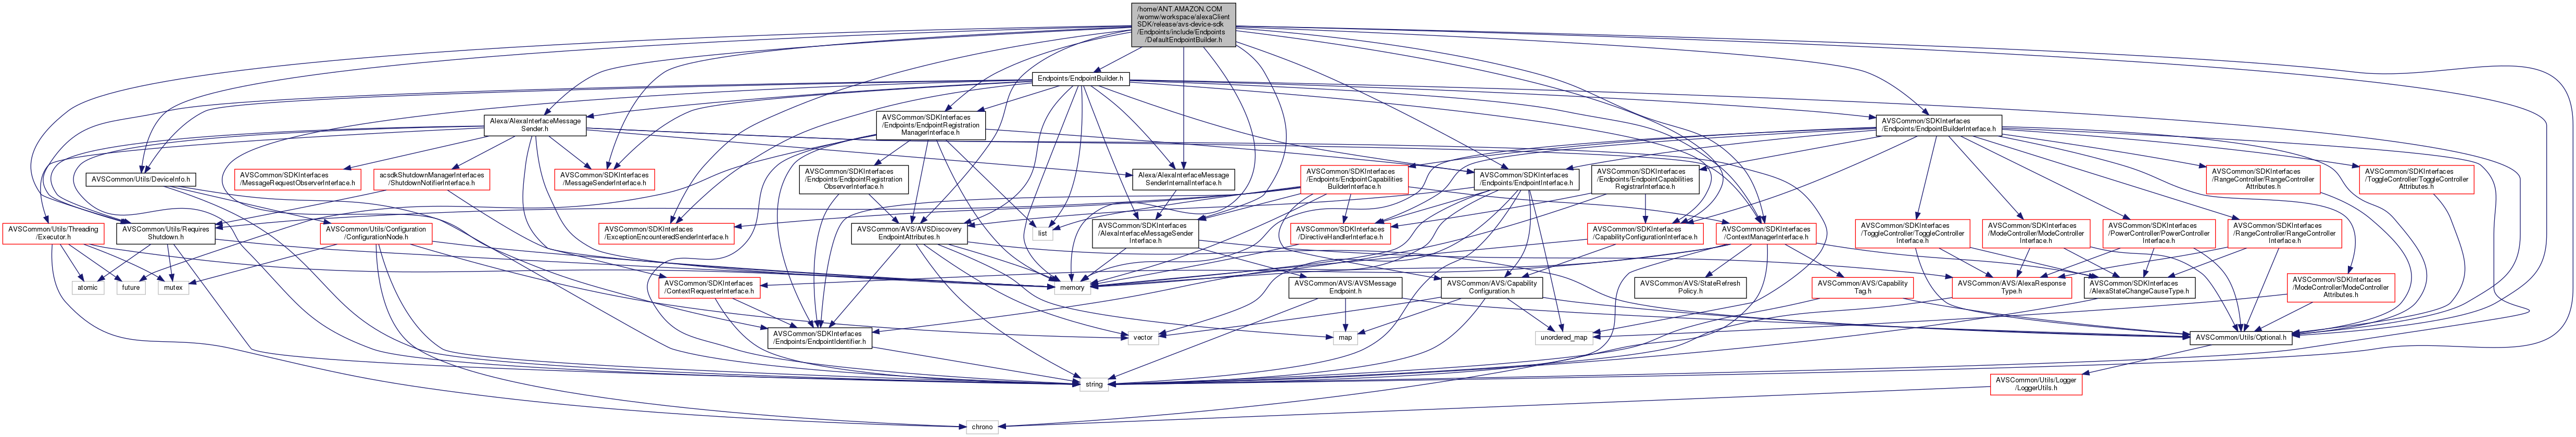 /home/ANT.AMAZON.COM
/womw/workspace/alexaClient
SDK/release/avs-device-sdk
/Endpoints/include/Endpoints
/DefaultEndpointBuilder.h
Endpoints/EndpointBuilder.h
Alexa/AlexaInterfaceMessage
Sender.h
AVSCommon/SDKInterfaces
/Endpoints/EndpointRegistration
ManagerInterface.h
AVSCommon/SDKInterfaces
/Endpoints/EndpointBuilderInterface.h
AVSCommon/SDKInterfaces
/MessageRequestObserverInterface.h
AVSCommon/Utils/DeviceInfo.h
acsdkShutdownManagerInterfaces
/ShutdownNotifierInterface.h
AVSCommon/SDKInterfaces
/MessageSenderInterface.h
AVSCommon/SDKInterfaces
/Endpoints/EndpointRegistration
ObserverInterface.h
Alexa/AlexaInterfaceMessage
SenderInternalInterface.h
AVSCommon/SDKInterfaces
/Endpoints/EndpointCapabilities
BuilderInterface.h
AVSCommon/SDKInterfaces
/Endpoints/EndpointInterface.h
AVSCommon/SDKInterfaces
/Endpoints/EndpointCapabilities
RegistrarInterface.h
AVSCommon/SDKInterfaces
/RangeController/RangeController
Attributes.h
AVSCommon/SDKInterfaces
/ToggleController/ToggleController
Attributes.h
AVSCommon/Utils/Threading
/Executor.h
AVSCommon/Utils/Requires
Shutdown.h
AVSCommon/Utils/Configuration
/ConfigurationNode.h
AVSCommon/SDKInterfaces
/ExceptionEncounteredSenderInterface.h
AVSCommon/AVS/AVSDiscovery
EndpointAttributes.h
list
AVSCommon/SDKInterfaces
/AlexaInterfaceMessageSender
Interface.h
AVSCommon/SDKInterfaces
/DirectiveHandlerInterface.h
AVSCommon/SDKInterfaces
/CapabilityConfigurationInterface.h
AVSCommon/SDKInterfaces
/ContextManagerInterface.h
AVSCommon/SDKInterfaces
/ToggleController/ToggleController
Interface.h
AVSCommon/SDKInterfaces
/ModeController/ModeController
Interface.h
AVSCommon/SDKInterfaces
/PowerController/PowerController
Interface.h
AVSCommon/SDKInterfaces
/RangeController/RangeController
Interface.h
atomic
future
mutex
AVSCommon/SDKInterfaces
/ContextRequesterInterface.h
memory
AVSCommon/AVS/AVSMessage
Endpoint.h
AVSCommon/AVS/Capability
Configuration.h
AVSCommon/AVS/StateRefresh
Policy.h
AVSCommon/AVS/Capability
Tag.h
AVSCommon/AVS/AlexaResponse
Type.h
AVSCommon/SDKInterfaces
/AlexaStateChangeCauseType.h
AVSCommon/SDKInterfaces
/ModeController/ModeController
Attributes.h
AVSCommon/SDKInterfaces
/Endpoints/EndpointIdentifier.h
vector
map
unordered_map
AVSCommon/Utils/Optional.h
string
AVSCommon/Utils/Logger
/LoggerUtils.h
chrono